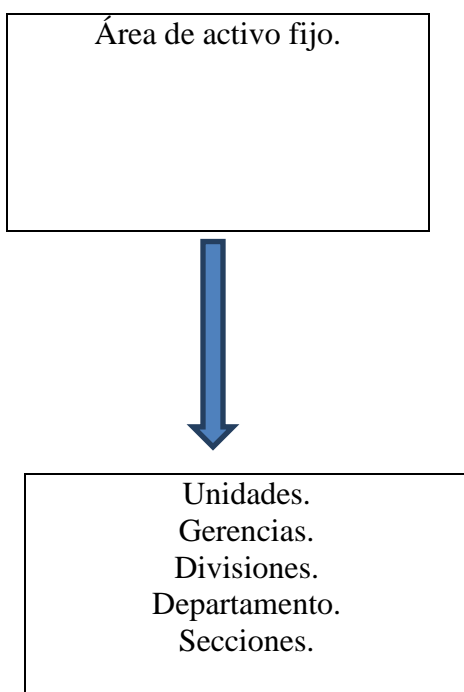 Área de activo fijo.
Unidades.
Gerencias.
Divisiones.
Departamento.
Secciones.